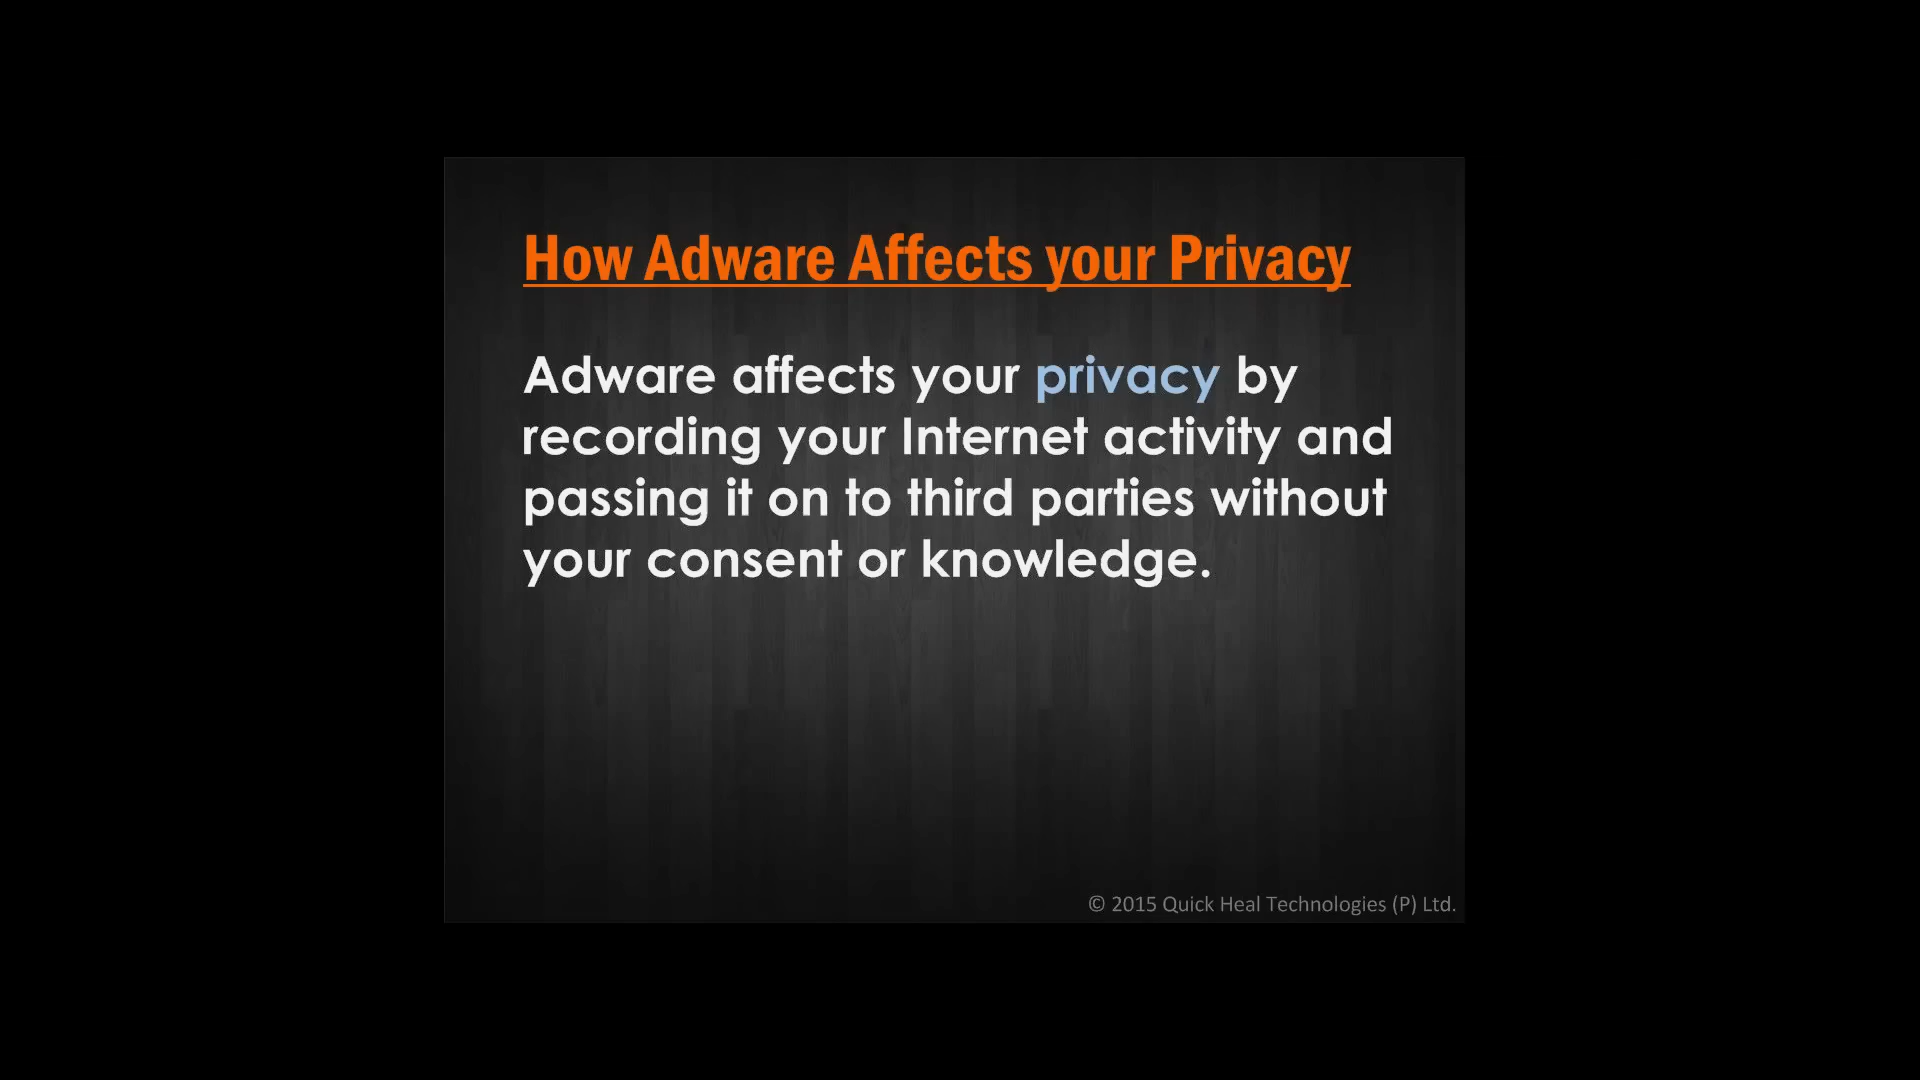 How Adware Affects your Privacy
Adware affects your privacy by
recording your Internet activity and
passing it on to third parties without
your consent or knowledge.
© 2015 Quick Heal Technologies (P) Ltd.